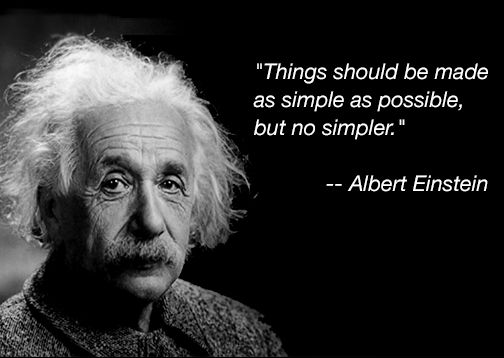 "Things should be made
as simple as possible,
but no simpler."
-- Albert Einstein